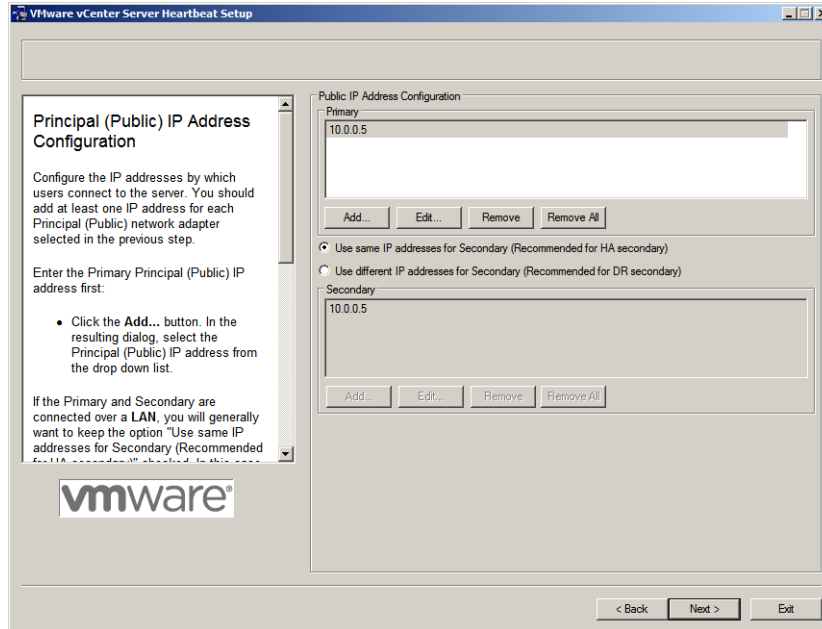 VMware vCenter Server Heartbeat Setup
Principal (Public) IP Address
Configuration
Configure the IP addresses by which
users connect to the server. You should
add at least one IP address for each
Principal (Public) network adapter
selected in the previous step.
Enter the Primary Principal (Public) IP
address first:
• Click the Add... button. In the
resulting dialog, select the
Principal (Public) IP address from
the drop down list.
If the Primary and Secondary are
connected over a LAN, you will generally
want to keep the option "Use same IP
addresses for Secondary (Recommended
for HA secondary)" checked. In this case
vmware®
Public IP Address Configuration
Primary
10.0.0.5
Add... Edit... Remove Remove All
Use same IP addresses for Secondary (Recommended for HA secondary)
Use different IP addresses for Secondary (Recommended for DR secondary)
Secondary
10.0.0.5
Add... Edit... Remove Remove All
< Back Next > Exit